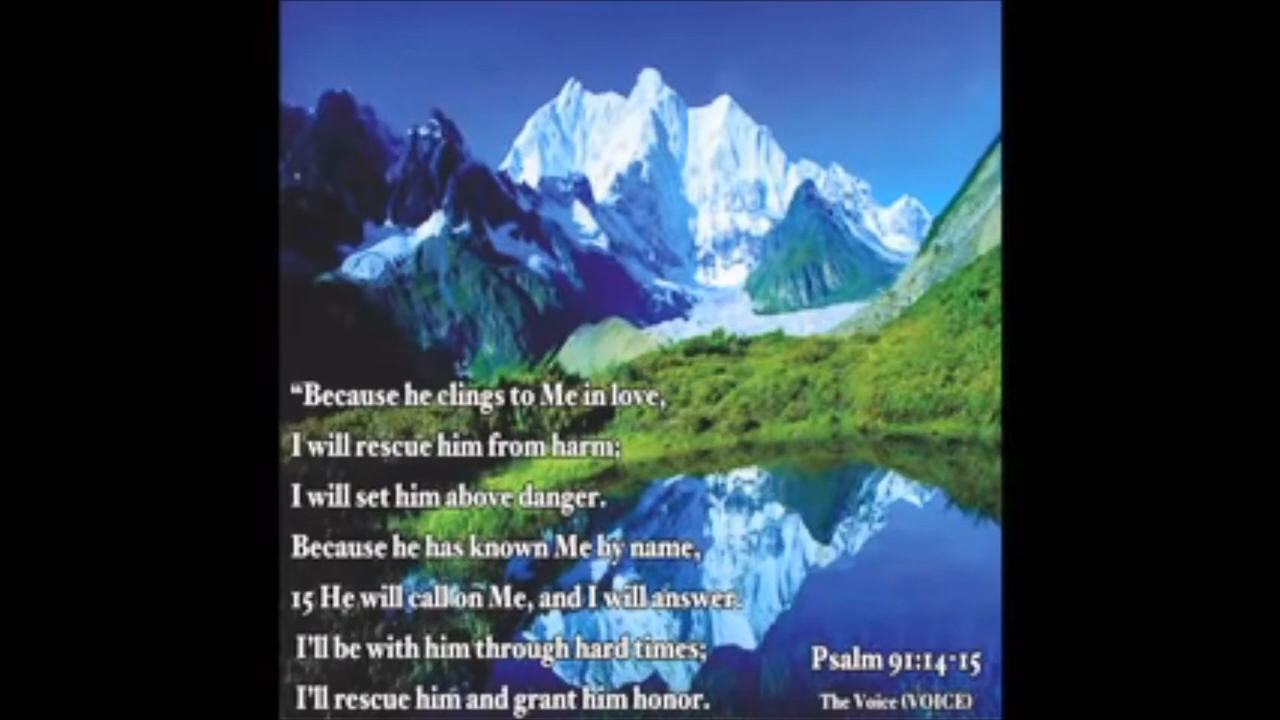 “Because he clings to Me in love,
I will rescue him from harm;
I will set him above danger.
Because he has known Me by name,
15 He will call on Me, and I will answer.
I’ll be with him through hard times;
I’ll rescue him and grant him honor.
Psalm 91:14-15
The Voice (VOICE)